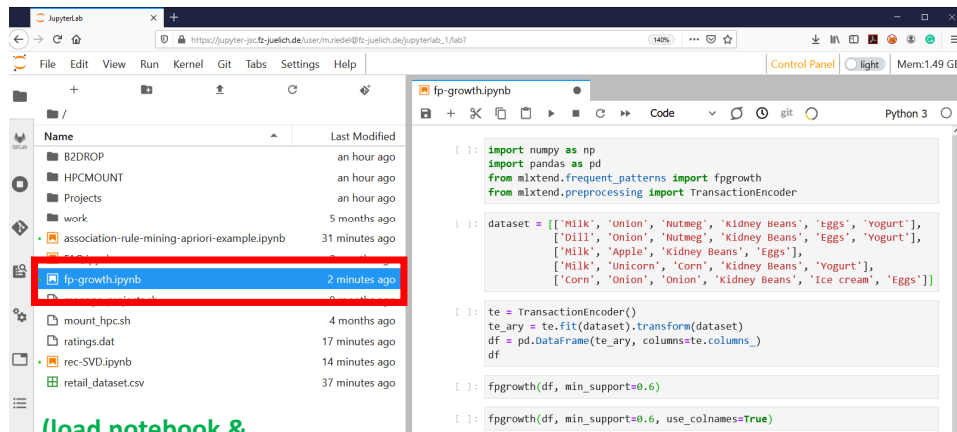 JupyterLab
https://jupyter-jsc.fz-juelich.de/user/m.riedel@fz-juelich.de/jupyterlab_1/lab?
140%
File Edit View Run Kernel Git Tabs Settings Help
Control Panel light Mem:1.49 GB
/
Name Last Modified
B2DROP an hour ago
HPCMOUNT an hour ago
Projects an hour ago
work 5 months ago
association-rule-mining-apriori-example.ipynb 31 minutes ago
fp-growth.ipynb 2 minutes ago
mount_hpc.sh 4 months ago
ratings.dat 17 minutes ago
rec-SVD.ipynb 14 minutes ago
retail_dataset.csv 37 minutes ago
(load notebook &
fp-growth.ipynb
Code git Python 3
[ ]: import numpy as np
import pandas as pd
from mlxtend.frequent_patterns import fpgrowth
from mlxtend.preprocessing import TransactionEncoder
[ ]: dataset = [['Milk', 'Onion', 'Nutmeg', 'Kidney Beans', 'Eggs', 'Yogurt'],
['Dill', 'Onion', 'Nutmeg', 'Kidney Beans', 'Eggs', 'Yogurt'],
['Milk', 'Apple', 'Kidney Beans', 'Eggs'],
['Milk', 'Unicorn', 'Corn', 'Kidney Beans', 'Yogurt'],
['Corn', 'Onion', 'Onion', 'Kidney Beans', 'Ice cream', 'Eggs']]
[ ]: te = TransactionEncoder()
te_ary = te.fit(dataset).transform(dataset)
df = pd.DataFrame(te_ary, columns=te.columns_)
df
[ ]: fpgrowth(df, min_support=0.6)
[ ]: fpgrowth(df, min_support=0.6, use_colnames=True)